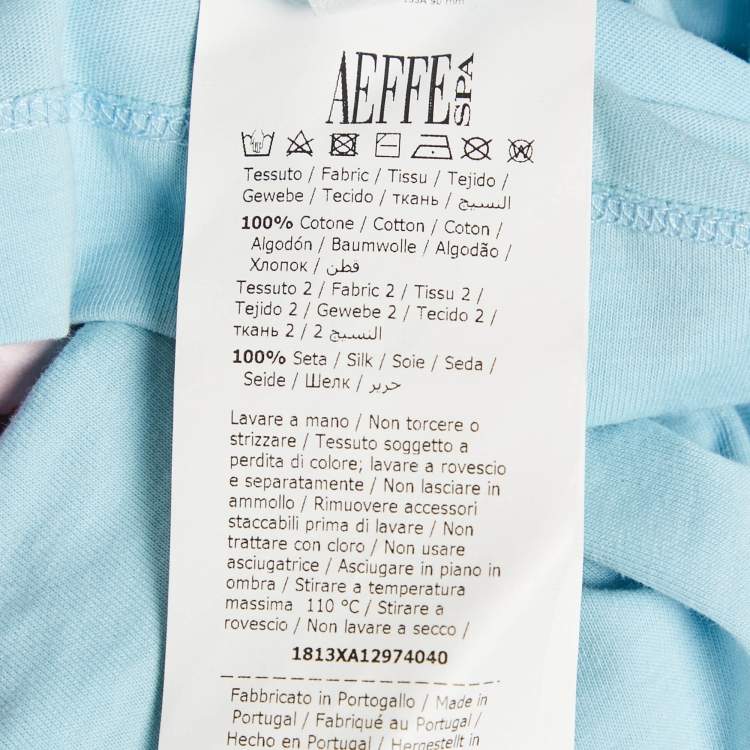 AEFFE SPA
Tessuto / Fabric / Tissu / Tejido /
Gewebe / Tecido / ткань / النسيج
100% Cotone / Cotton / Coton /
Algodón / Baumwolle / Algodão /
Хлопок / قطن
Tessuto 2 / Fabric 2 / Tissu 2 /
Tejido 2 / Gewebe 2 / Tecido 2 /
ткань 2 / النسيج 2
100% Seta / Silk / Soie / Seda /
Seide / Шелк / حرير
Lavare a mano / Non torcere o
strizzare / Tessuto soggetto a
perdita di colore; lavare a rovescio
e separatamente / Non lasciare in
ammollo / Rimuovere accessori
staccabili prima di lavare / Non
trattare con cloro / Non usare
asciugatrice / Asciugare in piano in
ombra / Stirare a temperatura
massima 110 °C / Stirare a
rovescio / Non lavare a secco /
1813XA12974040
Fabbricato in Portogallo / Made in
Portugal / Fabriqué au Portugal /
Hecho en Portugal / Hergestellt in